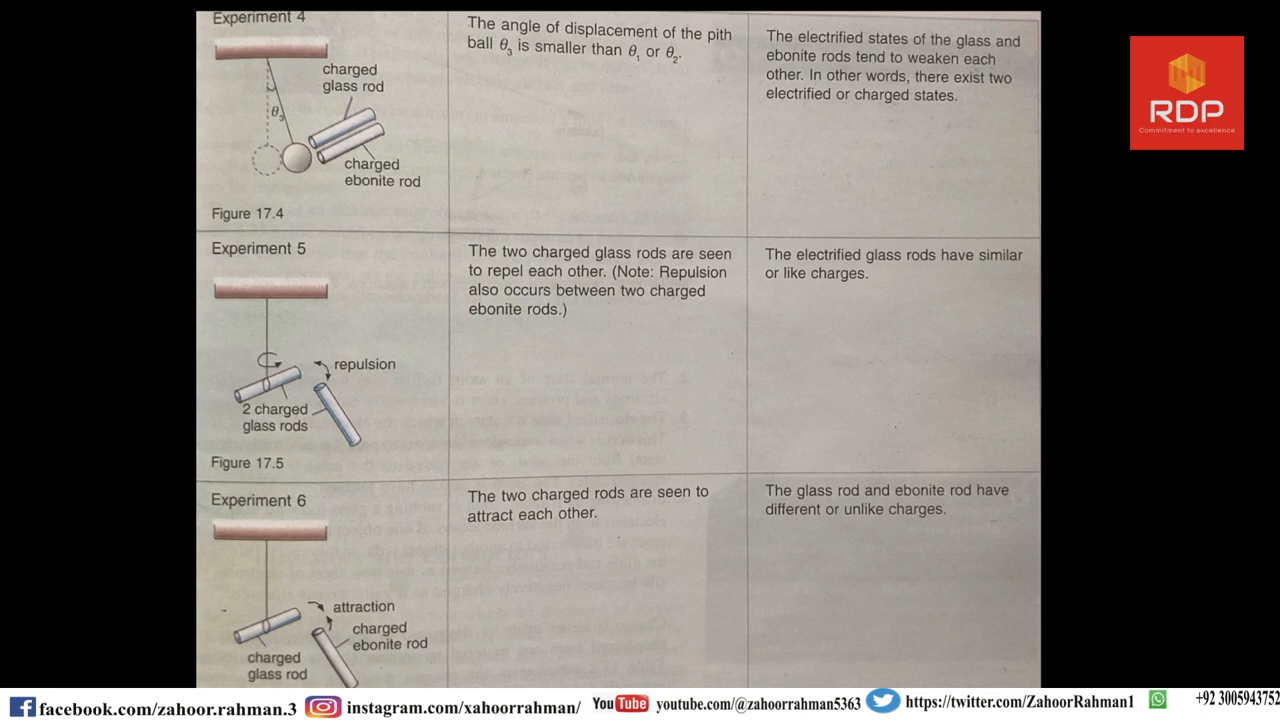 Experiment 4
charged
glass rod
θ3
charged
ebonite rod
Figure 17.4
The angle of displacement of the pith
ball θ3 is smaller than θ1 or θ2.
The electrified states of the glass and
ebonite rods tend to weaken each
other. In other words, there exist two
electrified or charged states.
Experiment 5
repulsion
2 charged
glass rods
Figure 17.5
The two charged glass rods are seen
to repel each other. (Note: Repulsion
also occurs between two charged
ebonite rods.)
The electrified glass rods have similar
or like charges.
Experiment 6
attraction
charged
ebonite rod
charged
glass rod
The two charged rods are seen to
attract each other.
The glass rod and ebonite rod have
different or unlike charges.
RDP
Commitment to excellence
facebook.com/zahoor.rahman.3
instagram.com/xahoorrahman/
YouTube youtube.com/@zahoorrahman5363
https://twitter.com/ZahoorRahman1
+92 3005943752